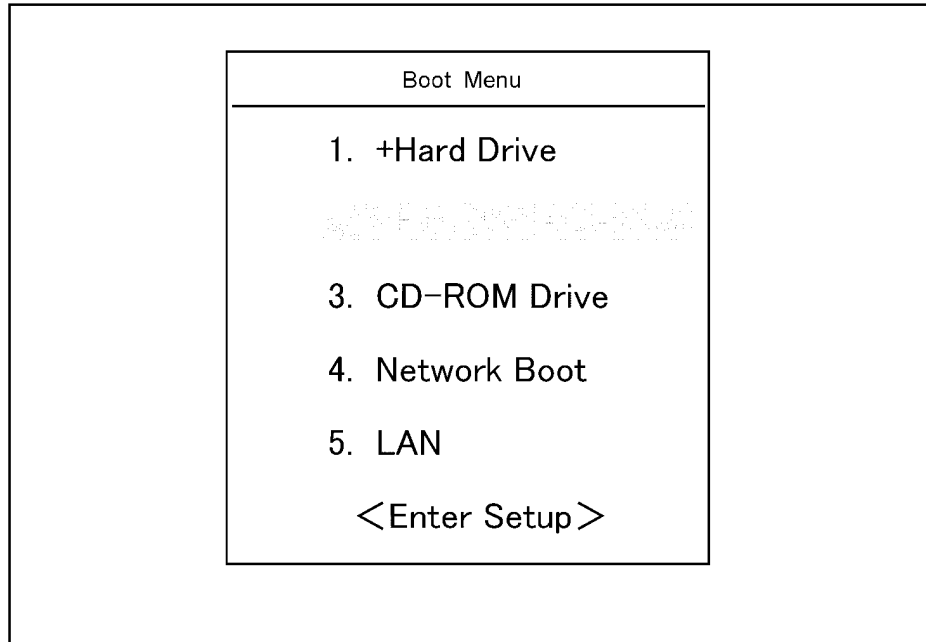 Boot Menu
1. +Hard Drive
3. CD-ROM Drive
4. Network Boot
5. LAN
<Enter Setup>